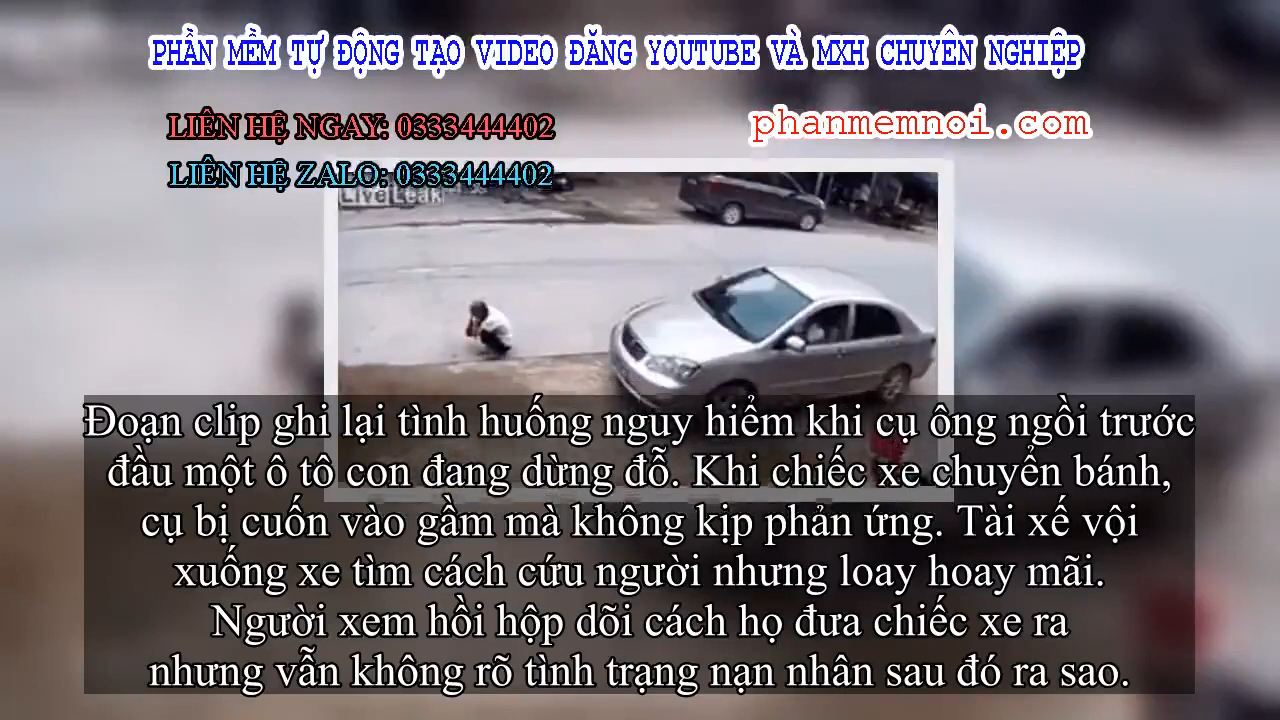 PHẦN MỀM TỰ ĐỘNG TẠO VIDEO ĐĂNG YOUTUBE VÀ MXH CHUYÊN NGHIỆP
LIÊN HỆ NGAY: 0333444402
phanmemnoi.com
LIÊN HỆ ZALO: 0333444402
LiveLeak
Đoạn clip ghi lại tình huống nguy hiểm khi cụ ông ngồi trước
đầu một ô tô con đang dừng đỗ. Khi chiếc xe chuyển bánh,
cụ bị cuốn vào gầm mà không kịp phản ứng. Tài xế vội
xuống xe tìm cách cứu người nhưng loay hoay mãi.
Người xem hồi hộp dõi cách họ đưa chiếc xe ra
nhưng vẫn không rõ tình trạng nạn nhân sau đó ra sao.